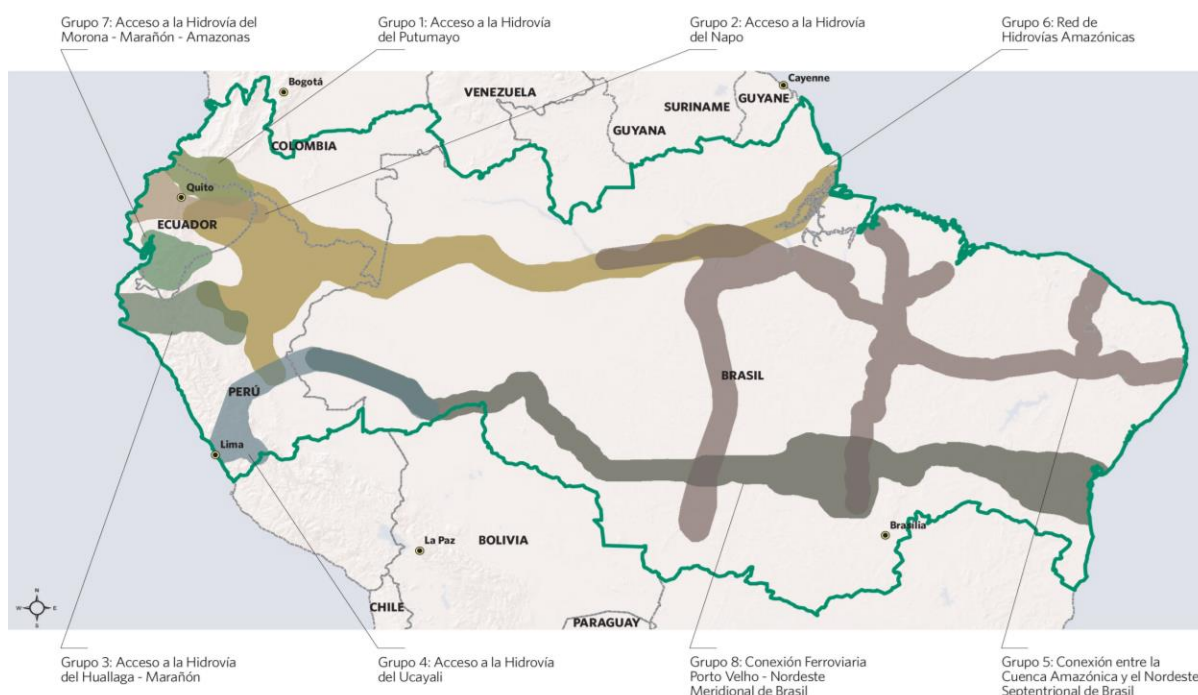 Grupo 7: Acceso a la Hidrovía del
Morona - Marañón - Amazonas
Grupo 1: Acceso a la Hidrovía
del Putumayo
Grupo 2: Acceso a la Hidrovía
del Napo
Grupo 6: Red de
Hidrovías Amazónicas
Bogotá
VENEZUELA
Cayenne
SURINAME
GUYANE
GUYANA
COLOMBIA
Quito
ECUADOR
BRASIL
PERÚ
Lima
Brasilia
La Paz
BOLIVIA
CHILE
PARAGUAY
N
W
E
S
Grupo 3: Acceso a la Hidrovía
del Huallaga - Marañón
Grupo 4: Acceso a la Hidrovía
del Ucayali
Grupo 8: Conexión Ferroviaria
Porto Velho - Nordeste
Meridional de Brasil
Grupo 5: Conexión entre la
Cuenca Amazónica y el Nordeste
Septentrional de Brasil